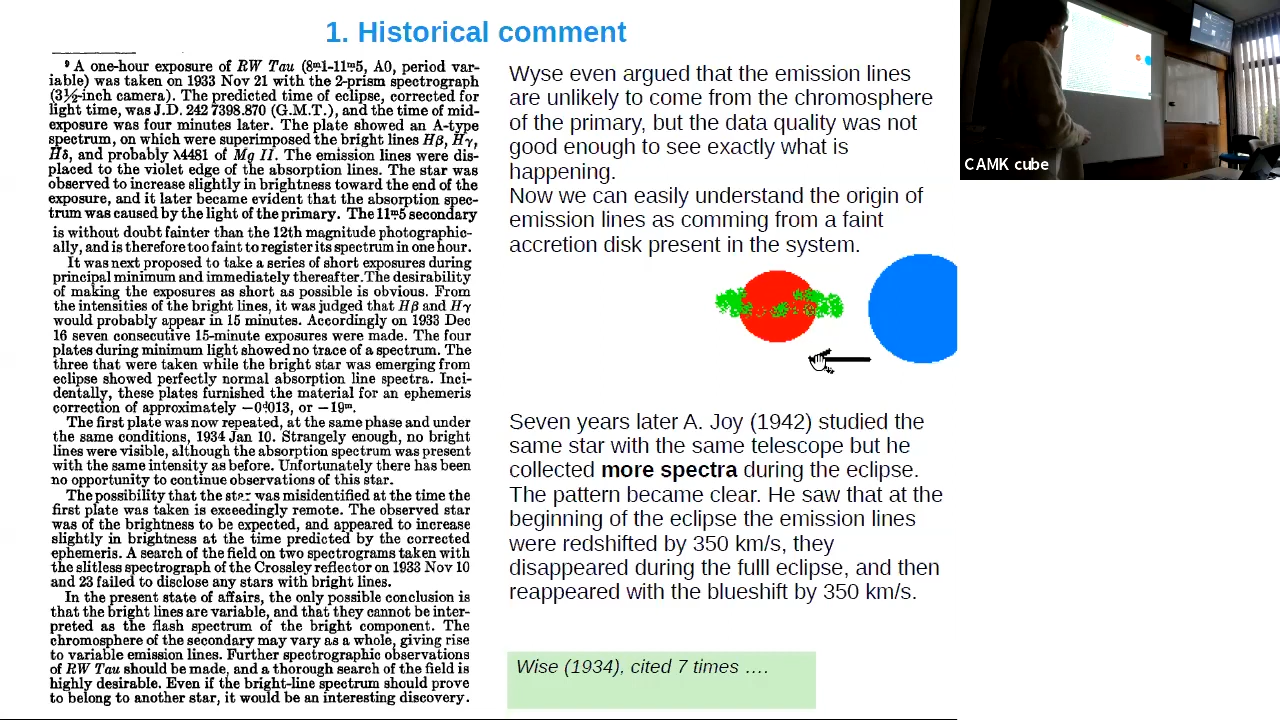 1. Historical comment
⁹ A one-hour exposure of RW Tau (8ᵐ1-11ᵐ5, A0, period var-
iable) was taken on 1933 Nov 21 with the 2-prism spectrograph
(3½-inch camera). The predicted time of eclipse, corrected for
light time, was J.D. 242 7398.870 (G.M.T.), and the time of mid-
exposure was four minutes later. The plate showed an A-type
spectrum, on which were superimposed the bright lines Hβ, Hγ,
Hδ, and probably λ4481 of Mg II. The emission lines were dis-
placed to the violet edge of the absorption lines. The star was
observed to increase slightly in brightness toward the end of the
exposure, and it later became evident that the absorption spec-
trum was caused by the light of the primary. The 11ᵐ5 secondary
is without doubt fainter than the 12th magnitude photographic-
ally, and is therefore too faint to register its spectrum in one hour.
It was next proposed to take a series of short exposures during
principal minimum and immediately thereafter. The desirability
of making the exposures as short as possible is obvious. From
the intensities of the bright lines, it was judged that Hβ and Hγ
would probably appear in 15 minutes. Accordingly on 1933 Dec
16 seven consecutive 15-minute exposures were made. The four
plates during minimum light showed no trace of a spectrum. The
three that were taken while the bright star was emerging from
eclipse showed perfectly normal absorption line spectra. Inci-
dentally, these plates furnished the material for an ephemeris
correction of approximately −0ᵈ013, or −19ᵐ.
The first plate was now repeated, at the same phase and under
the same conditions, 1934 Jan 10. Strangely enough, no bright
lines were visible, although the absorption spectrum was present
with the same intensity as before. Unfortunately there has been
no opportunity to continue observations of this star.
The possibility that the star was misidentified at the time the
first plate was taken is exceedingly remote. The observed star
was of the brightness to be expected, and appeared to increase
slightly in brightness at the time predicted by the corrected
ephemeris. A search of the field on two spectrograms taken with
the slitless spectrograph of the Crossley reflector on 1933 Nov 10
and 23 failed to disclose any stars with bright lines.
In the present state of affairs, the only possible conclusion is
that the bright lines are variable, and that they cannot be inter-
preted as the flash spectrum of the bright component. The
chromosphere of the secondary may vary as a whole, giving rise
to variable emission lines. Further spectrographic observations
of RW Tau should be made, and a thorough search of the field is
highly desirable. Even if the bright-line spectrum should prove
to belong to another star, it would be an interesting discovery.
Wyse even argued that the emission lines
are unlikely to come from the chromosphere
of the primary, but the data quality was not
good enough to see exactly what is
happening.
Now we can easily understand the origin of
emission lines as comming from a faint
accretion disk present in the system.
Seven years later A. Joy (1942) studied the
same star with the same telescope but he
collected more spectra during the eclipse.
The pattern became clear. He saw that at the
beginning of the eclipse the emission lines
were redshifted by 350 km/s, they
disappeared during the fulll eclipse, and then
reappeared with the blueshift by 350 km/s.
Wise (1934), cited 7 times ….
CAMK cube